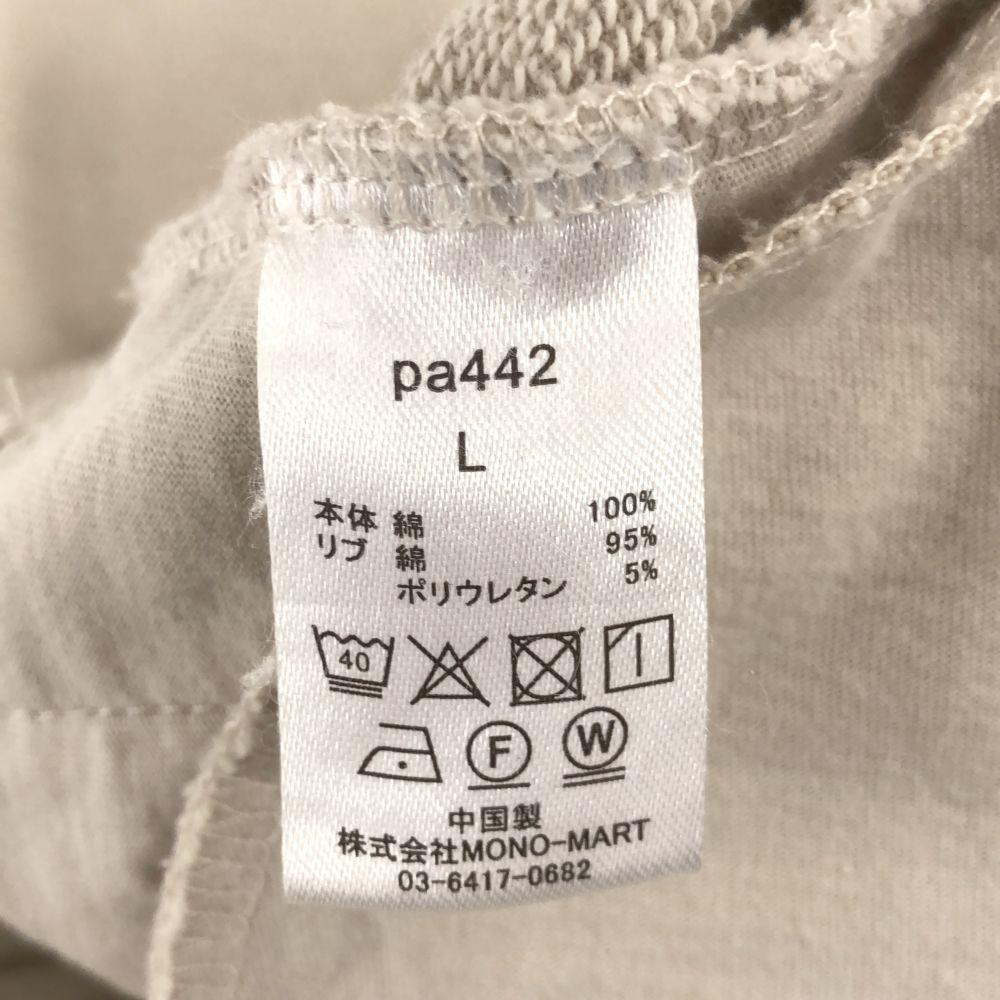 pa442
L
本体 綿 100%
リブ 綿 95%
ポリウレタン 5%
40
F W
中国製
株式会社MONO-MART
03-6417-0682